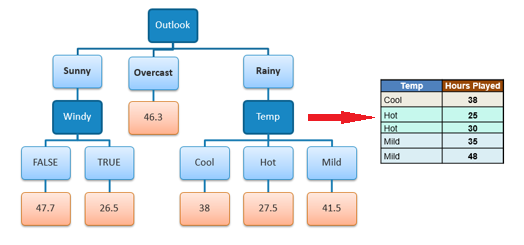 Outlook
Sunny
Overcast
Rainy
Windy
46.3
Temp
FALSE
TRUE
Cool
Hot
Mild
47.7
26.5
38
27.5
41.5
Temp Hours Played
Cool 38
Hot 25
Hot 30
Mild 35
Mild 48